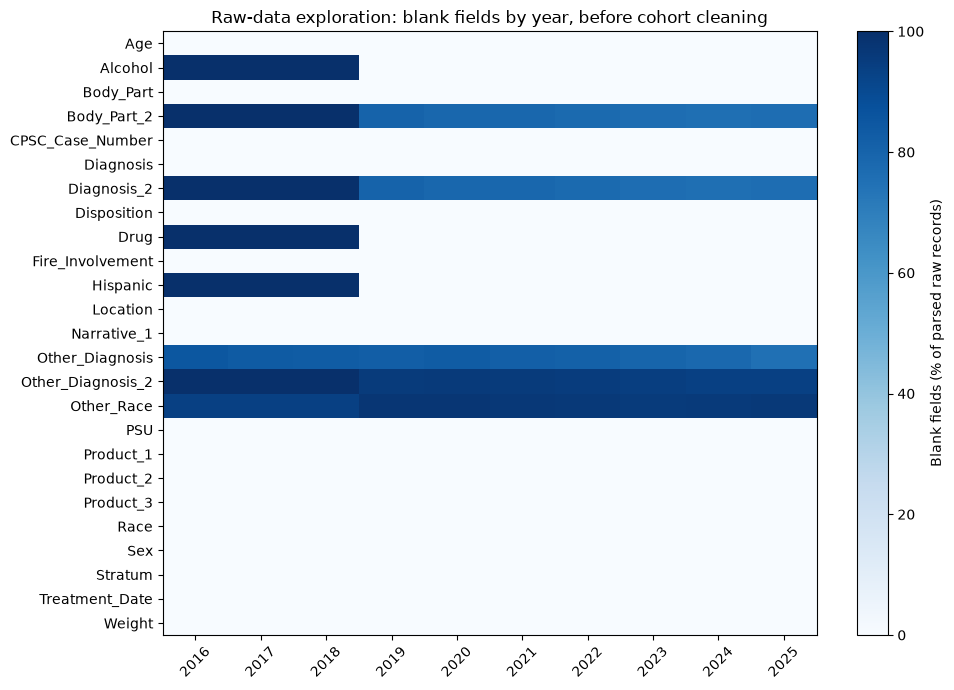 Raw-data exploration: blank fields by year, before cohort cleaning
Age
Alcohol
Body_Part
Body_Part_2
CPSC_Case_Number
Diagnosis
Diagnosis_2
Disposition
Drug
Fire_Involvement
Hispanic
Location
Narrative_1
Other_Diagnosis
Other_Diagnosis_2
Other_Race
PSU
Product_1
Product_2
Product_3
Race
Sex
Stratum
Treatment_Date
Weight
2016
2017
2018
2019
2020
2021
2022
2023
2024
2025
100
80
60
40
20
0
Blank fields (% of parsed raw records)